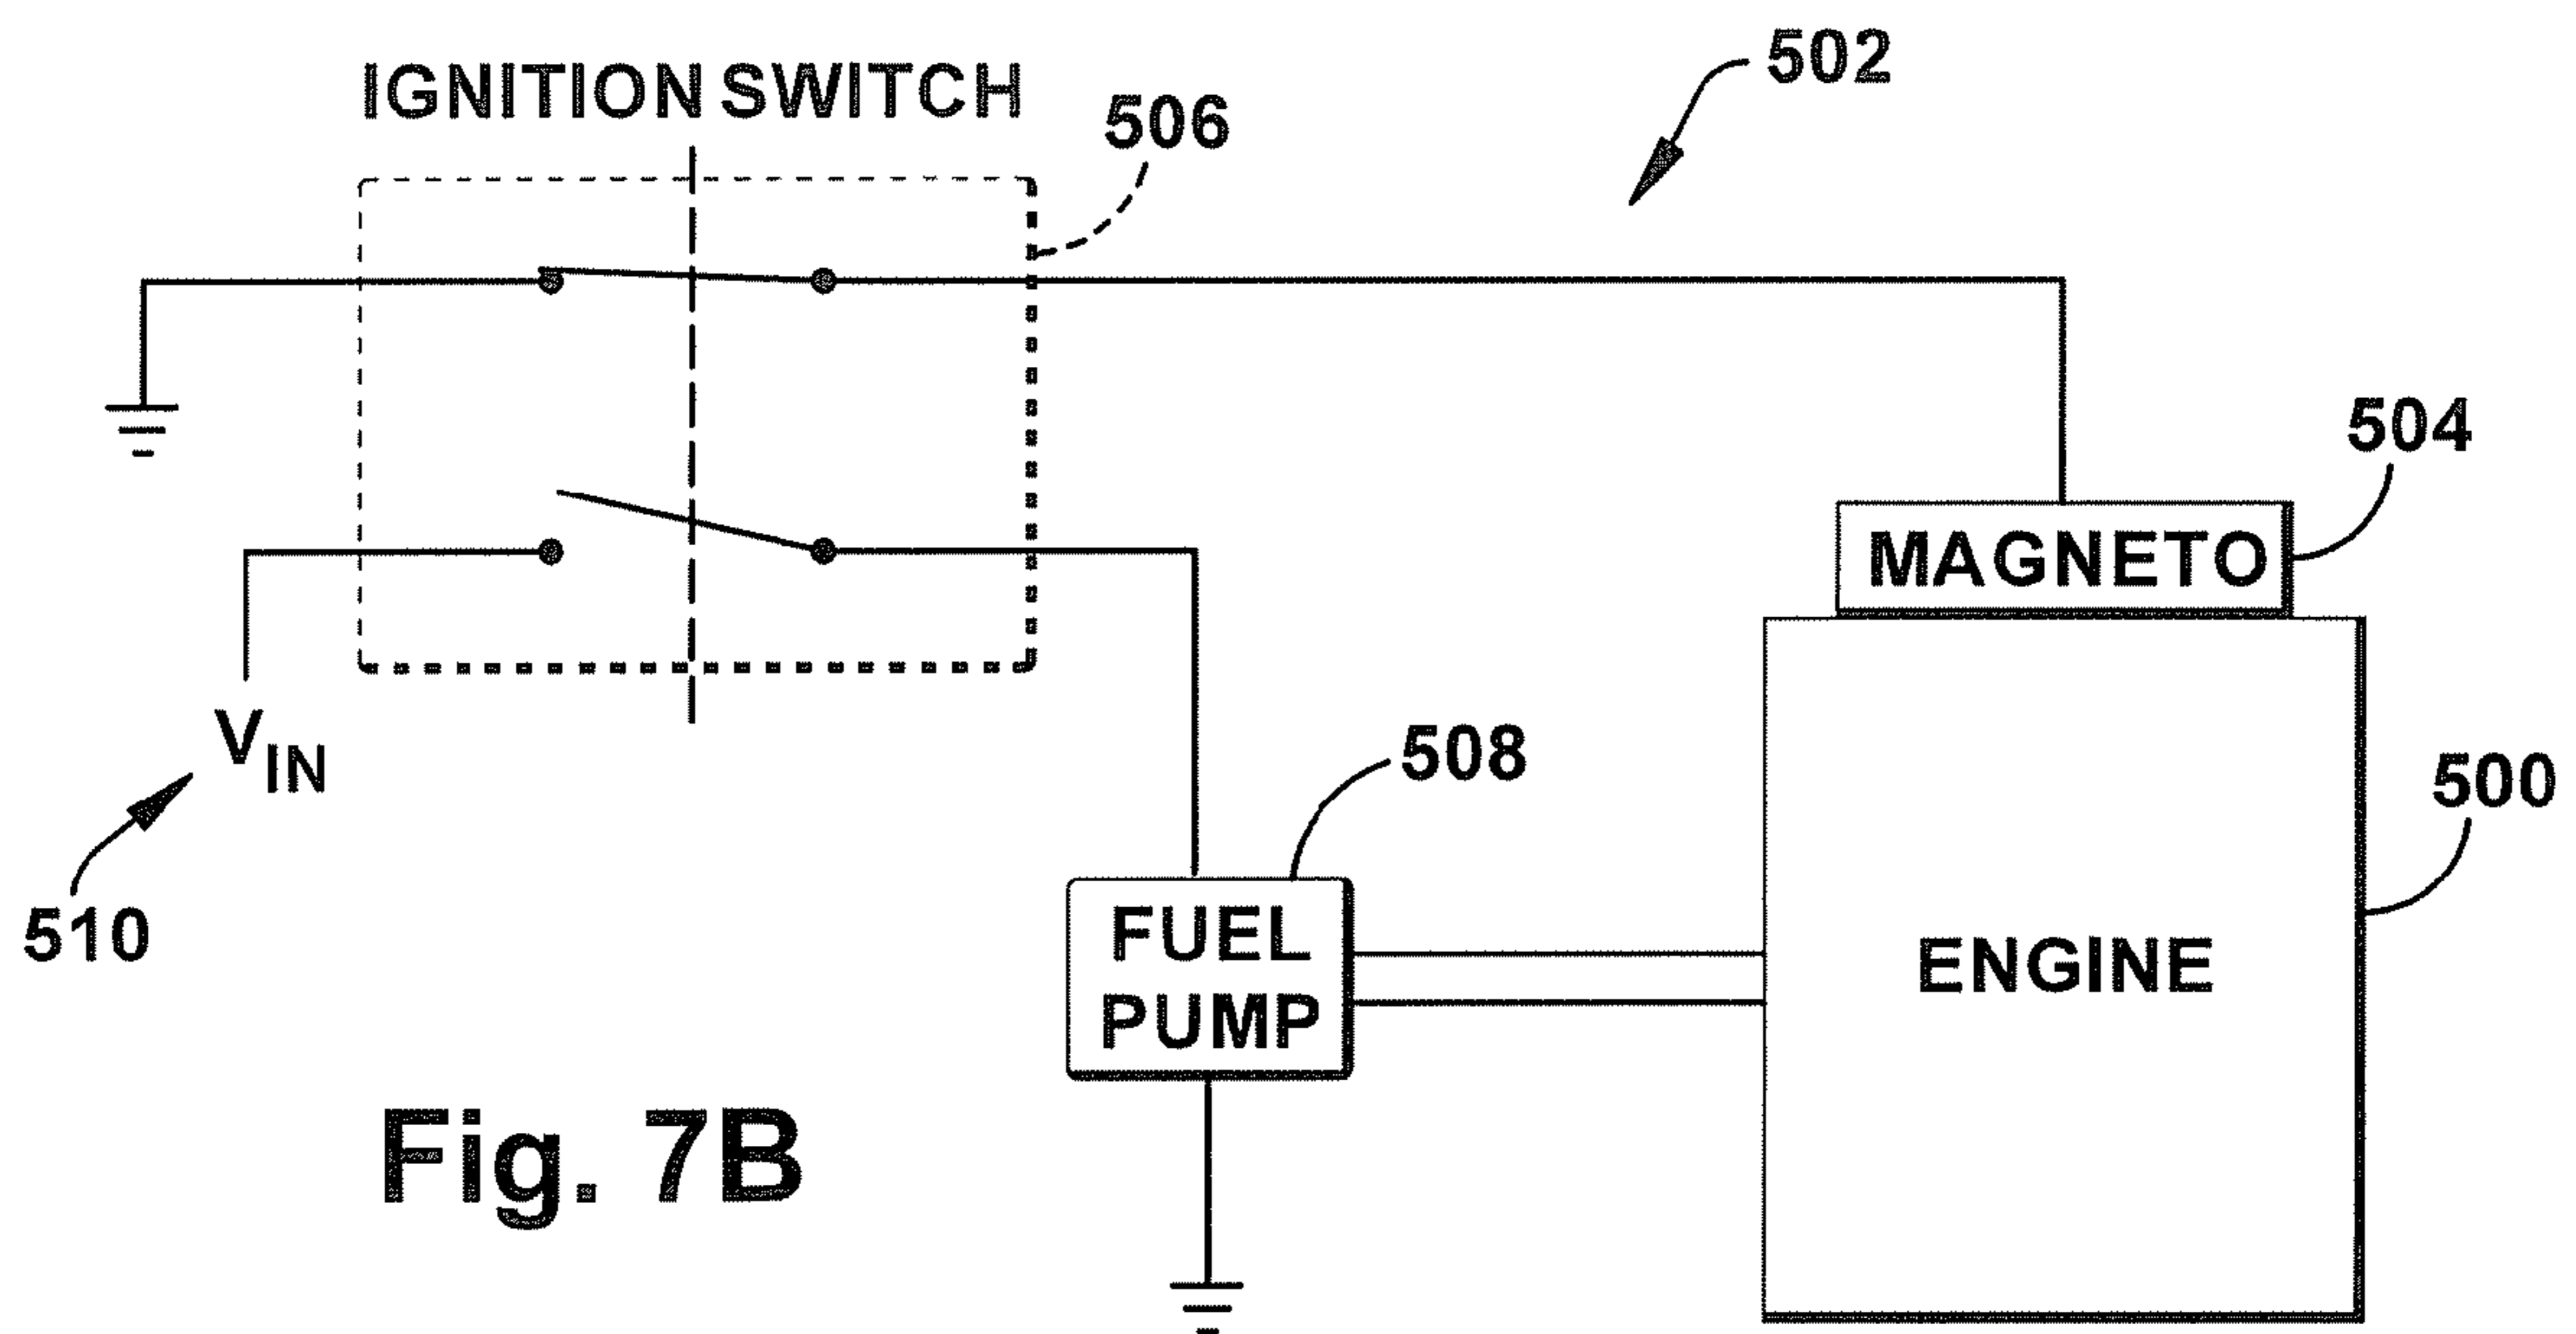 502
IGNITION SWITCH
506
504
MAGNETO
VIN
508
500
510
FUEL
PUMP
ENGINE
Fig. 7B